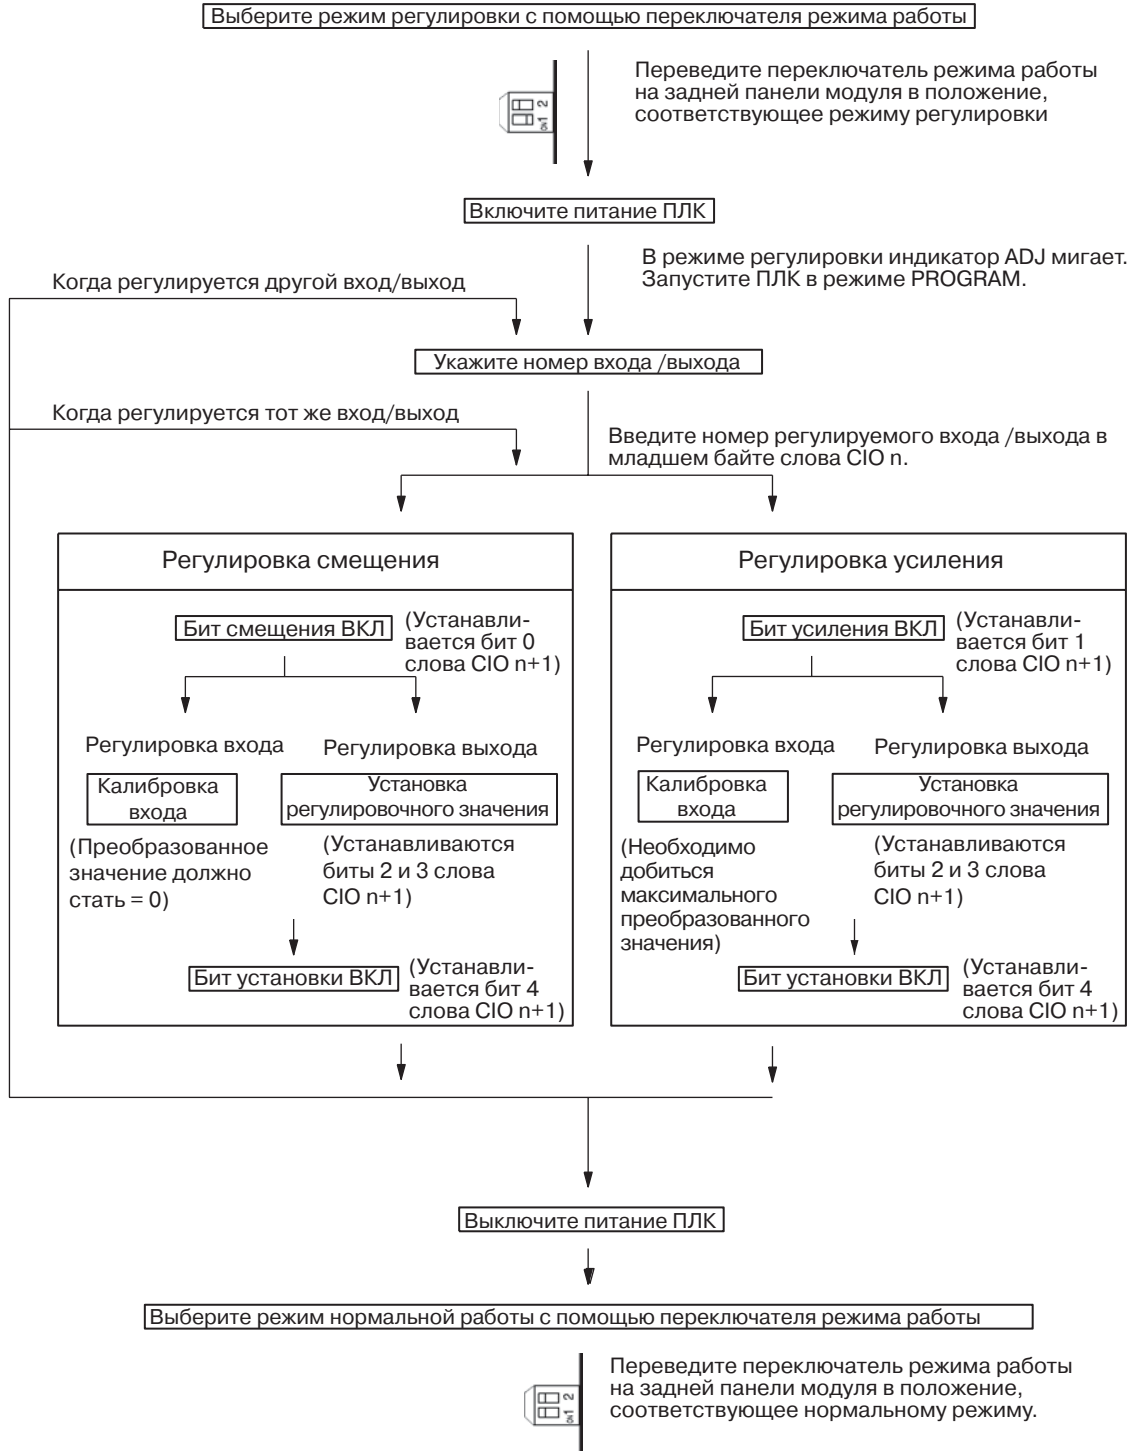 Выберите режим регулировки с помощью переключателя режима работы
Переведите переключатель режима работы
на задней панели модуля в положение,
соответствующее режиму регулировки
ON 1 2
Включите питание ПЛК
В режиме регулировки индикатор ADJ мигает.
Запустите ПЛК в режиме PROGRAM.
Когда регулируется другой вход/выход
Укажите номер входа /выхода
Когда регулируется тот же вход/выход
Введите номер регулируемого входа /выхода в
младшем байте слова CIO n.
Регулировка смещения
Бит смещения ВКЛ
(Устанавли-
вается бит 0
слова CIO n+1)
Регулировка входа
Регулировка выхода
Калибровка
входа
Установка
регулировочного значения
(Преобразованное
значение должно
стать = 0)
(Устанавливаются
биты 2 и 3 слова
CIO n+1)
Бит установки ВКЛ
(Устанавли-
вается бит 4
слова CIO n+1)
Регулировка усиления
Бит усиления ВКЛ
(Устанавли-
вается бит 1
слова CIO n+1)
Регулировка входа
Регулировка выхода
Калибровка
входа
Установка
регулировочного значения
(Необходимо
добиться
максимального
преобразованного
значения)
(Устанавливаются
биты 2 и 3 слова
CIO n+1)
Бит установки ВКЛ
(Устанавли-
вается бит 4
слова CIO n+1)
Выключите питание ПЛК
Выберите режим нормальной работы с помощью переключателя режима работы
Переведите переключатель режима работы
на задней панели модуля в положение,
соответствующее нормальному режиму.
ON 1 2